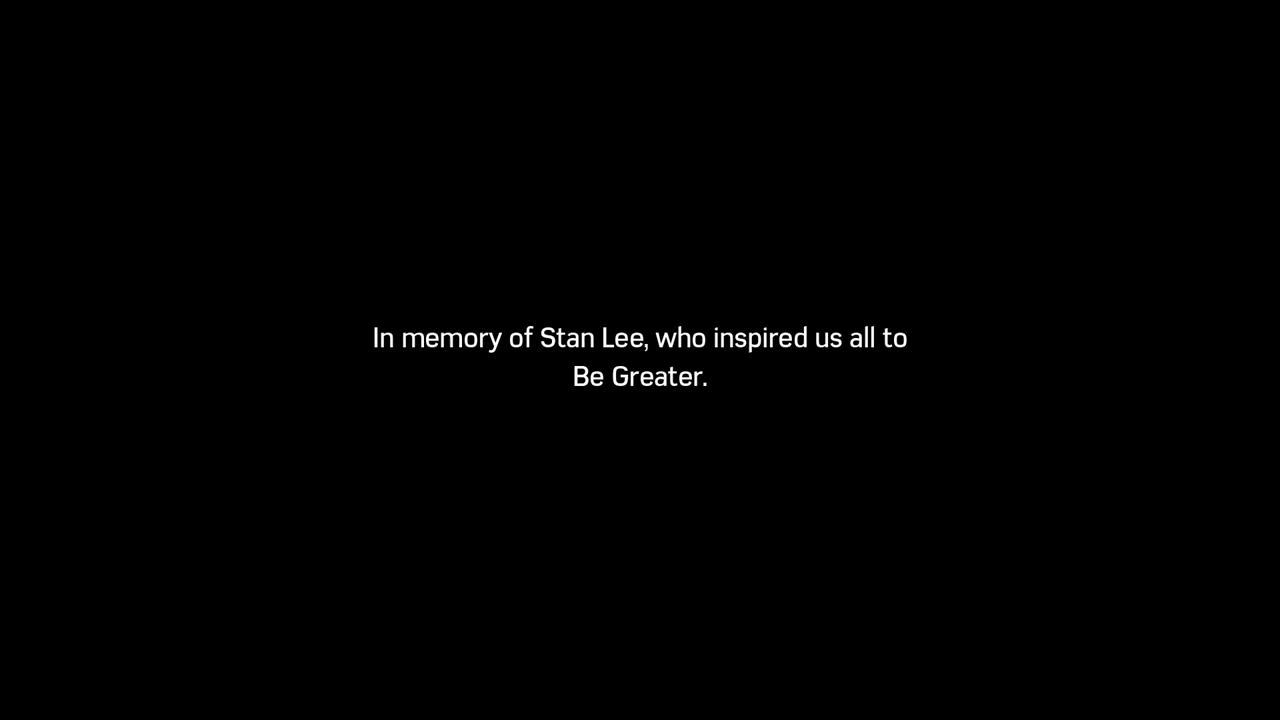 In memory of Stan Lee, who inspired us all to
Be Greater.